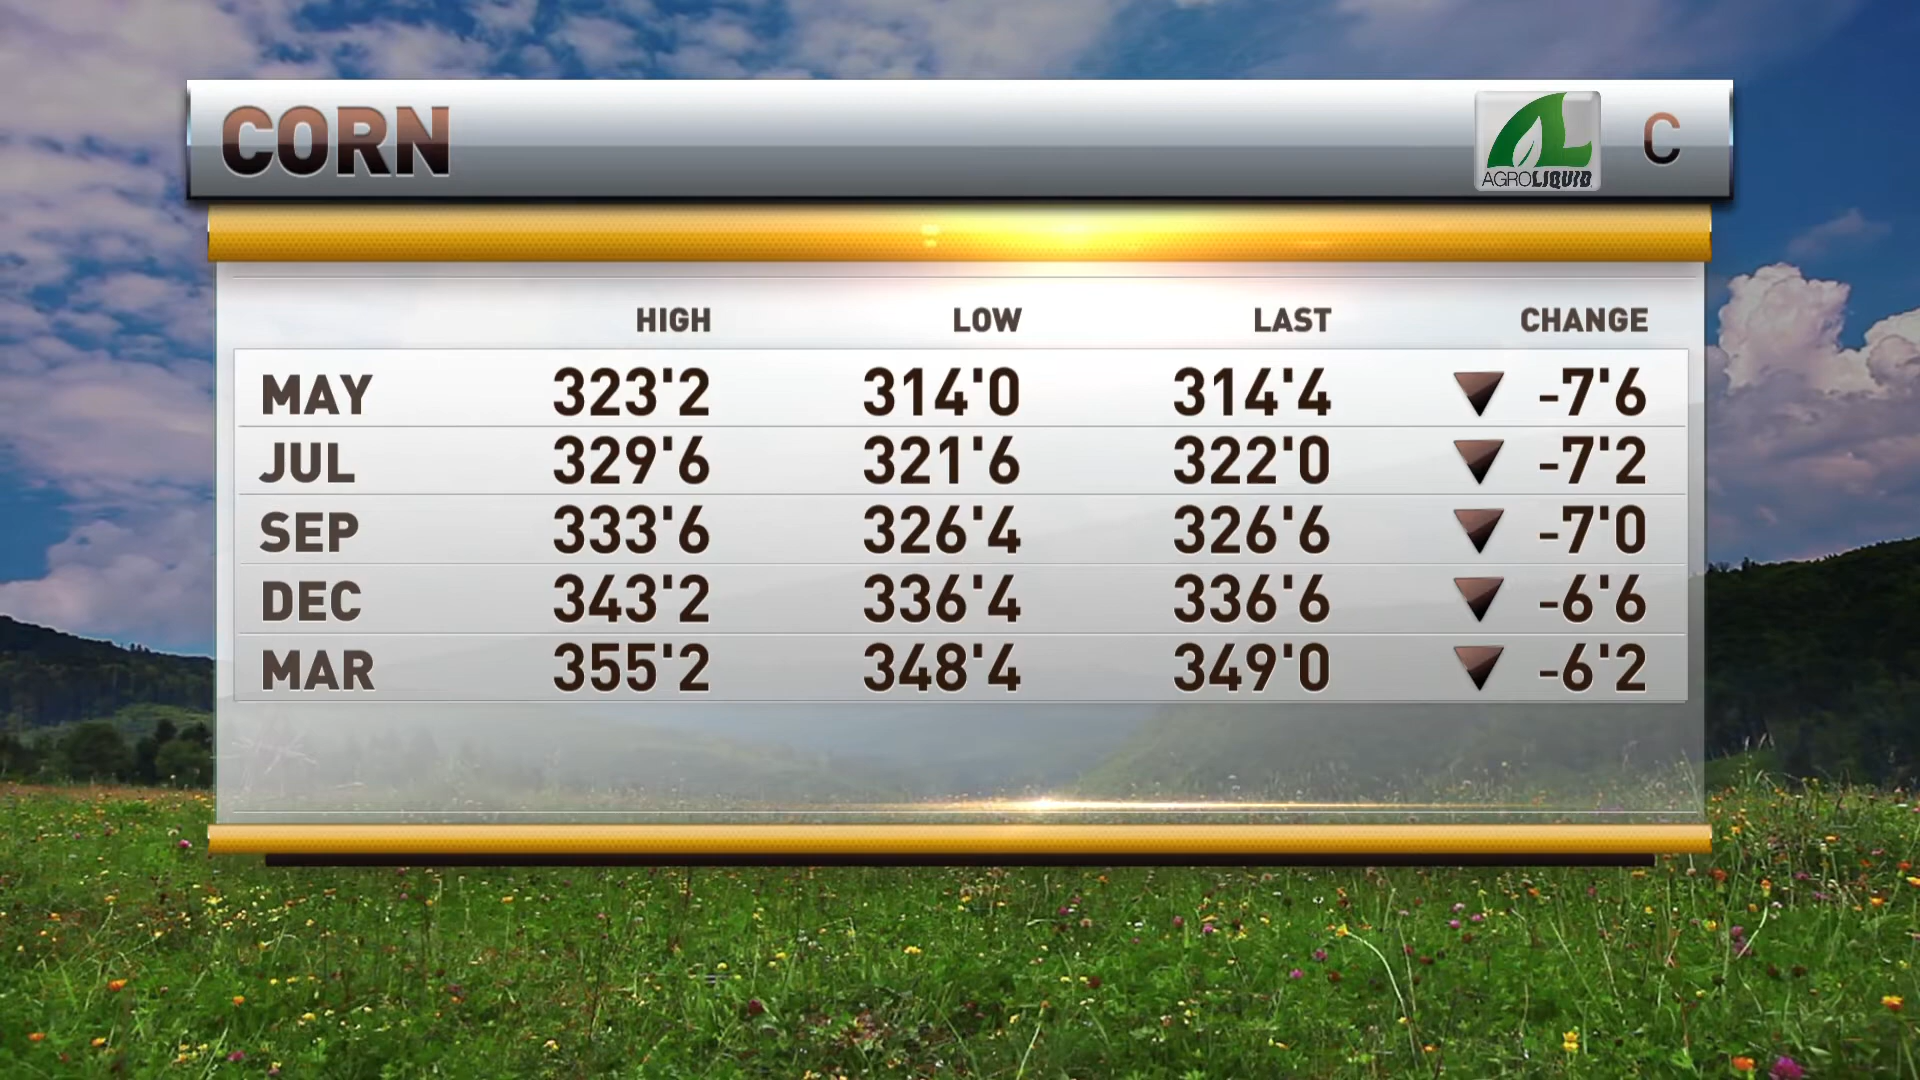 CORN
AGROLIQUID
C
HIGH LOW LAST CHANGE
MAY 323'2 314'0 314'4 -7'6
JUL 329'6 321'6 322'0 -7'2
SEP 333'6 326'4 326'6 -7'0
DEC 343'2 336'4 336'6 -6'6
MAR 355'2 348'4 349'0 -6'2